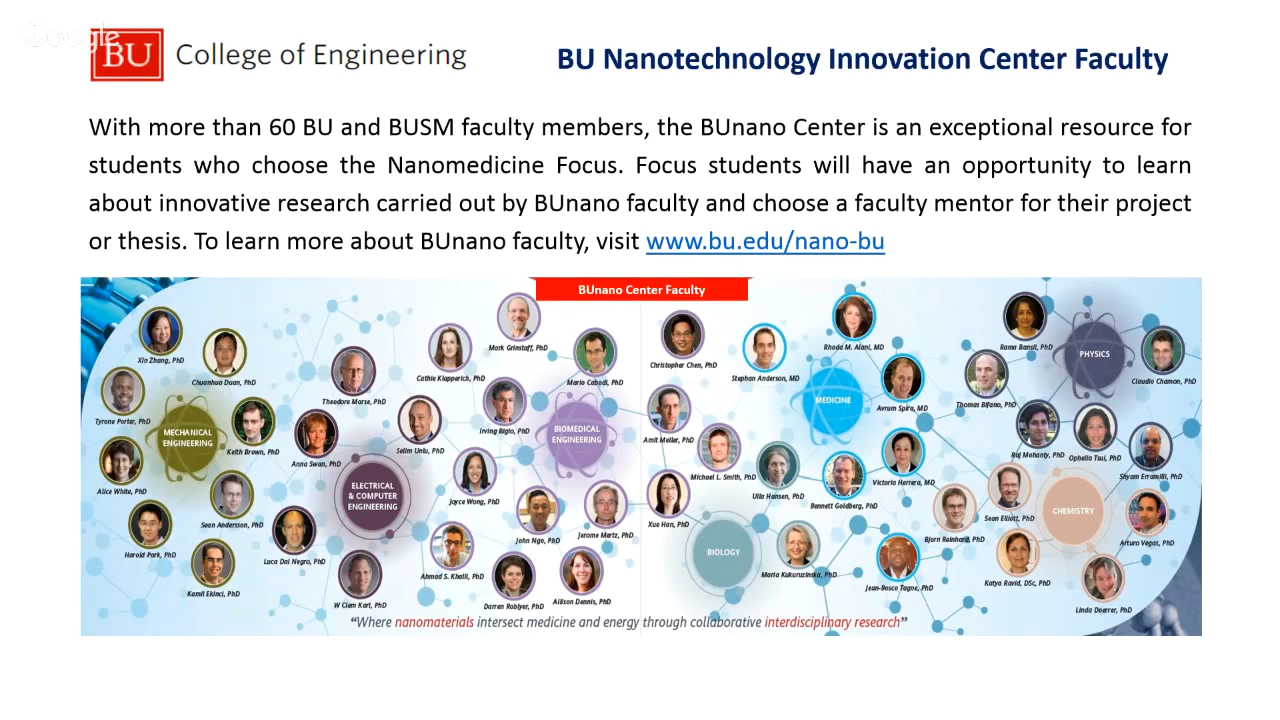 Google
BU
College of Engineering
BU Nanotechnology Innovation Center Faculty
With more than 60 BU and BUSM faculty members, the BUnano Center is an exceptional resource for
students who choose the Nanomedicine Focus. Focus students will have an opportunity to learn
about innovative research carried out by BUnano faculty and choose a faculty mentor for their project
or thesis. To learn more about BUnano faculty, visit www.bu.edu/nano-bu
BUnano Center Faculty
Xin Zhang, PhD
Chuanhua Duan, PhD
Tyrone Porter, PhD
MECHANICAL
ENGINEERING
Keith Brown, PhD
Alice White, PhD
Sean Andersson, PhD
Harold Park, PhD
Kamil Ekinci, PhD
Theodore Morse, PhD
Anna Swan, PhD
Selim Unlu, PhD
ELECTRICAL
& COMPUTER
ENGINEERING
Luca Dal Negro, PhD
W Clem Karl, PhD
Mark Grinstaff, PhD
Cathie Klapperich, PhD
Mario Cabodi, PhD
Irving Bigio, PhD
BIOMEDICAL
ENGINEERING
Joyce Wong, PhD
John Ngo, PhD
Jerome Mertz, PhD
Ahmad S. Khalil, PhD
Darren Roblyer, PhD
Allison Dennis, PhD
Christopher Chen, PhD
Amit Meller, PhD
Michael L. Smith, PhD
Xue Han, PhD
Stephan Anderson, MD
Rhoda M. Alani, MD
MEDICINE
Avrum Spira, MD
Ulla Hansen, PhD
Bennett Goldberg, PhD
Victoria Herrera, MD
BIOLOGY
Maria Kukuruzinska, PhD
Jean-Bosco Tagne, PhD
Rama Bansil, PhD
PHYSICS
Claudio Chamon, PhD
Thomas Bifano, PhD
Raj Mohanty, PhD
Ophelia Tsui, PhD
Shyam Erramilli, PhD
Bjorn Reinhard, PhD
Sean Elliott, PhD
CHEMISTRY
Arturo Vegas, PhD
Katya Ravid, DSc, PhD
Linda Doerrer, PhD
“Where nanomaterials intersect medicine and energy through collaborative interdisciplinary research”